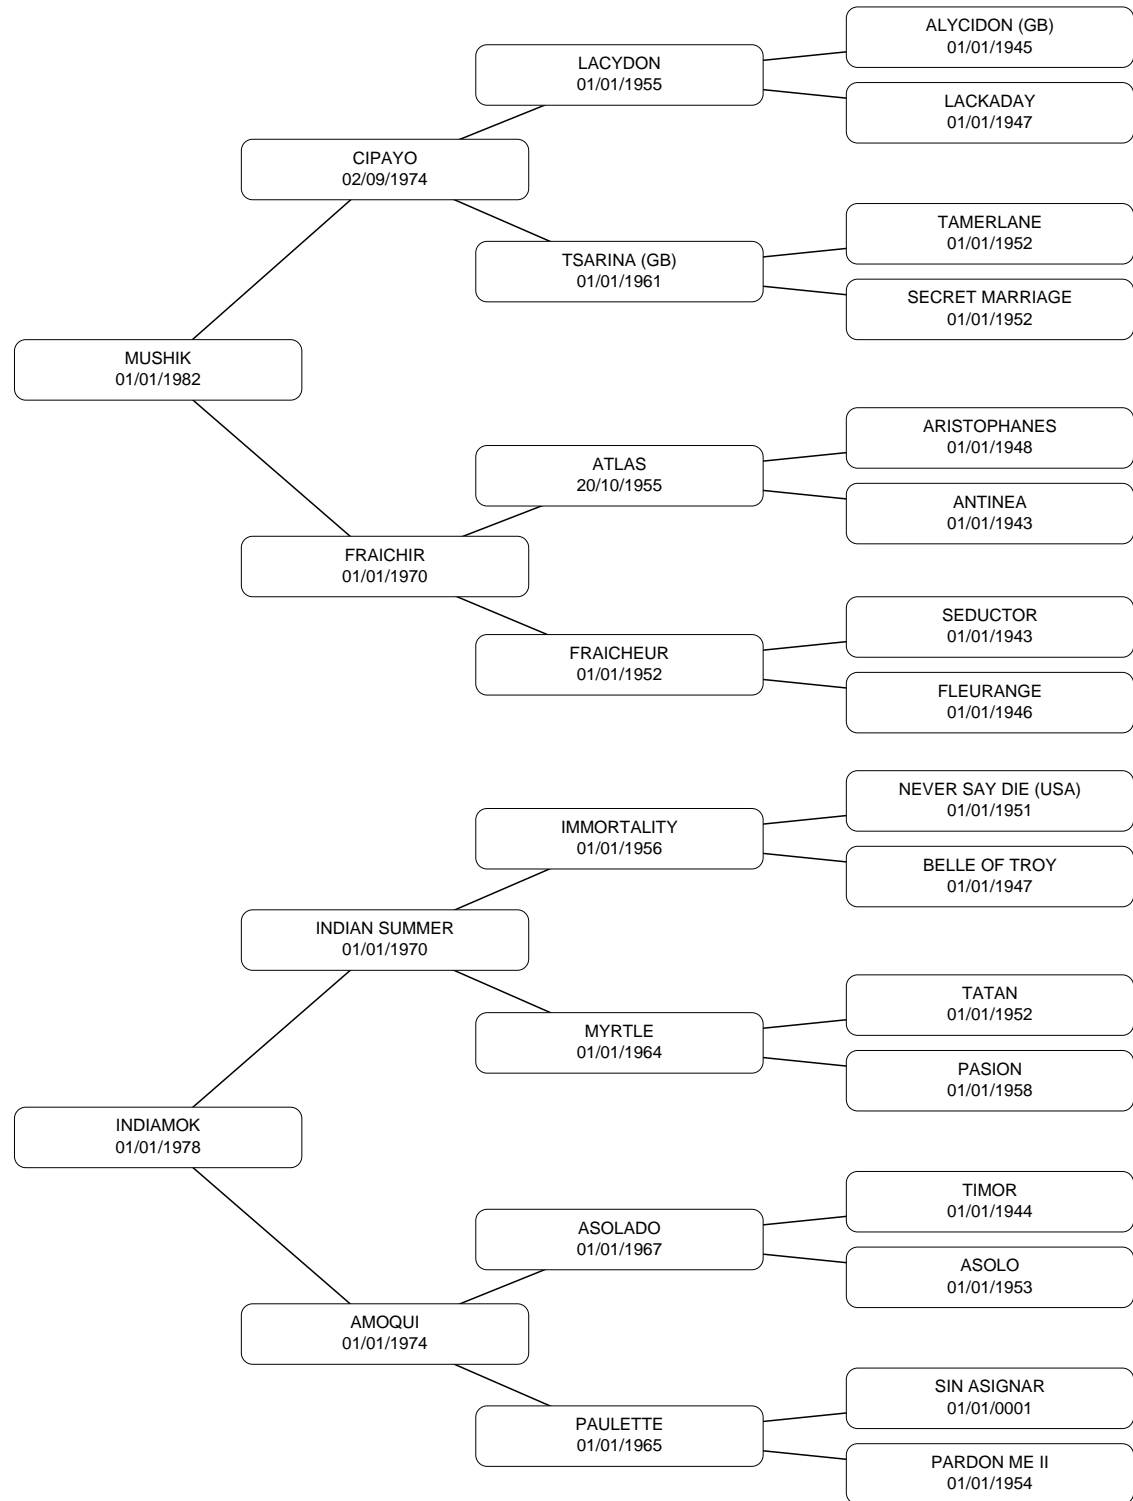 ALYCIDON (GB)
01/01/1945
LACYDON
01/01/1955
LACKADAY
01/01/1947
CIPAYO
02/09/1974
TAMERLANE
01/01/1952
TSARINA (GB)
01/01/1961
SECRET MARRIAGE
01/01/1952
MUSHIK
01/01/1982
ARISTOPHANES
01/01/1948
ATLAS
20/10/1955
ANTINEA
01/01/1943
FRAICHIR
01/01/1970
SEDUCTOR
01/01/1943
FRAICHEUR
01/01/1952
FLEURANGE
01/01/1946
NEVER SAY DIE (USA)
01/01/1951
IMMORTALITY
01/01/1956
BELLE OF TROY
01/01/1947
INDIAN SUMMER
01/01/1970
TATAN
01/01/1952
MYRTLE
01/01/1964
PASION
01/01/1958
INDIAMOK
01/01/1978
TIMOR
01/01/1944
ASOLADO
01/01/1967
ASOLO
01/01/1953
AMOQUI
01/01/1974
SIN ASIGNAR
01/01/0001
PAULETTE
01/01/1965
PARDON ME II
01/01/1954